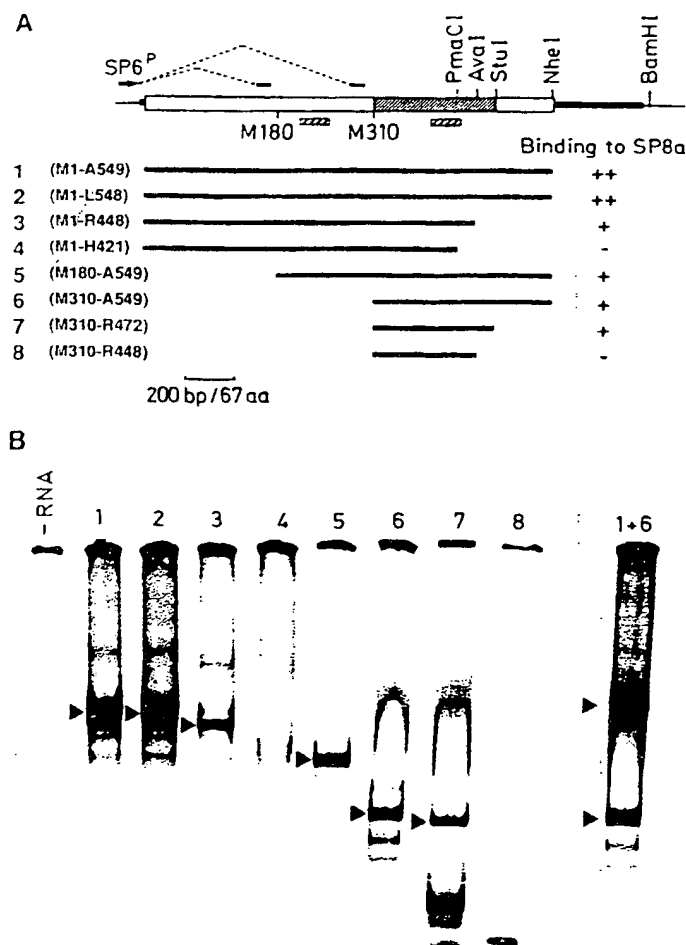 A
SP6P
PmaCI
AvaI
StuI
NheI
BamHI
M180
M310
Binding to SP8a
1 (M1-A549) ++
2 (M1-L548) ++
3 (M1-R448) +
4 (M1-H421) -
5 (M180-A549) +
6 (M310-A549) +
7 (M310-R472) +
8 (M310-R448) -
200 bp/67 aa
B
-RNA
1 2 3 4 5 6 7 8 1+6